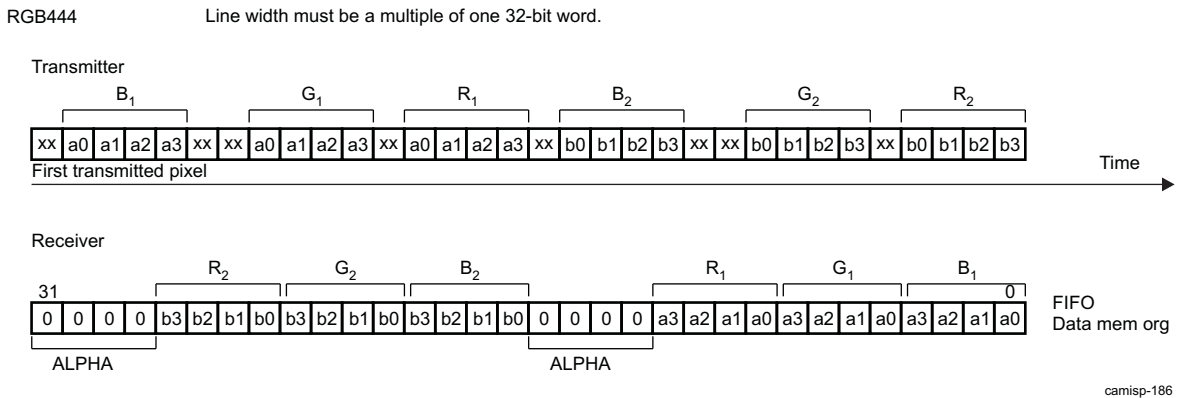 RGB444 Line width must be a multiple of one 32-bit word.
Transmitter
B1 G1 R1 B2 G2 R2
xx a0 a1 a2 a3 xx xx a0 a1 a2 a3 xx a0 a1 a2 a3 xx b0 b1 b2 b3 xx xx b0 b1 b2 b3 xx b0 b1 b2 b3
First transmitted pixel Time
Receiver
R2 G2 B2 R1 G1 B1
31 0
0 0 0 0 b3 b2 b1 b0 b3 b2 b1 b0 b3 b2 b1 b0 0 0 0 0 a3 a2 a1 a0 a3 a2 a1 a0 a3 a2 a1 a0
FIFO
Data mem org
ALPHA ALPHA
camisp-186